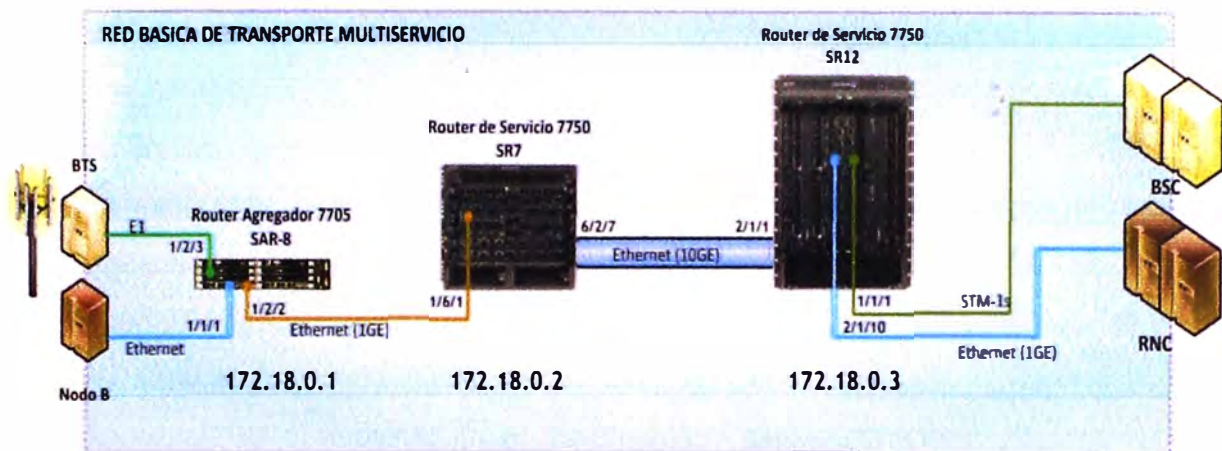 RED BASICA DE TRANSPORTE MULTISERVICIO
Router de Servicio 7750
SR12
Router de Servicio 7750
SR7
BTS
BSC
Router Agregador 7705
SAR-8
E1
1/2/3
6/2/7
2/1/1
Ethernet (10GE)
1/2/2
1/6/1
1/1/1
STM-1s
1/1/1
Ethernet (1GE)
2/1/10
Ethernet
Ethernet (1GE)
RNC
Nodo B
172.18.0.1
172.18.0.2
172.18.0.3